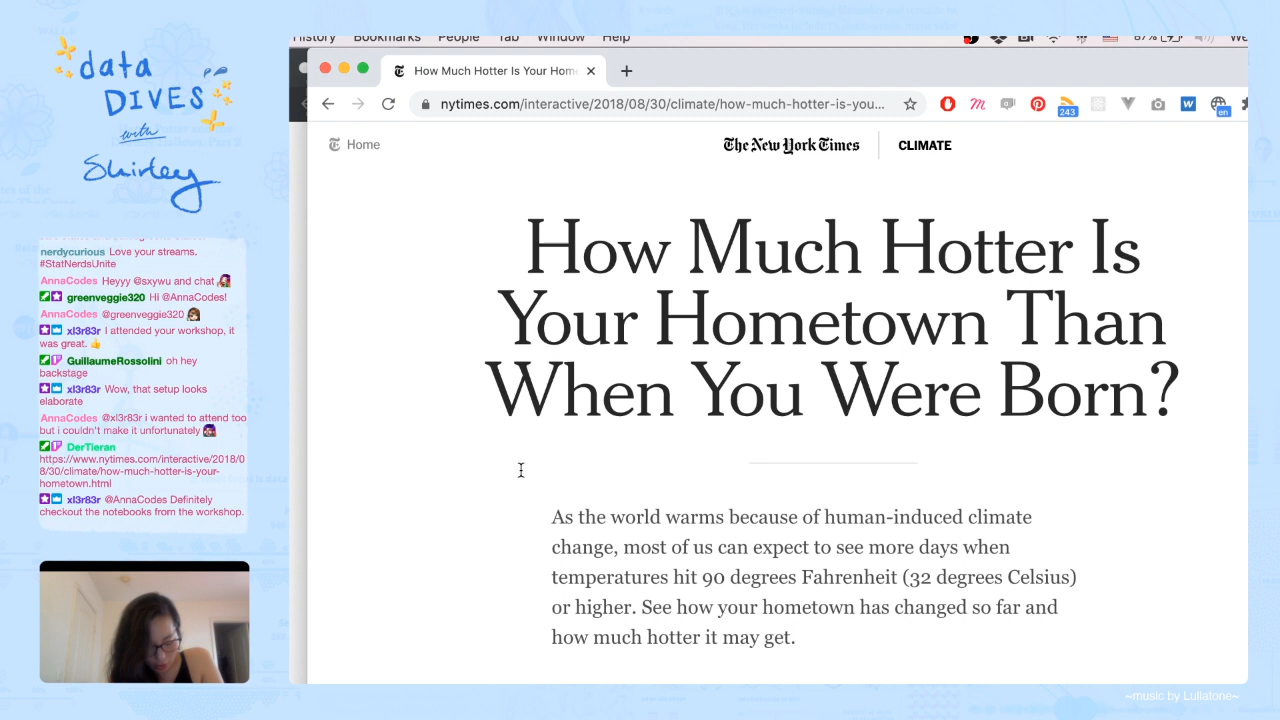 data
DIVES
with
Shirley
nerdycurious Love your streams.
#StatNerdsUnite
AnnaCodes Heyyy @sxywu and chat
greenveggie320 Hi @AnnaCodes!
AnnaCodes @greenveggie320
xl3r83r I attended your workshop, it
was great.
GuillaumeRossolini oh hey
backstage
xl3r83r Wow, that setup looks
elaborate
AnnaCodes @xl3r83r i wanted to attend too
but i couldn't make it unfortunately
DerTieran
https://www.nytimes.com/interactive/2018/0
8/30/climate/how-much-hotter-is-your-
hometown.html
xl3r83r @AnnaCodes Definitely
checkout the notebooks from the workshop.
History Bookmarks People Tab Window Help 87% We
How Much Hotter Is Your Hom
nytimes.com/interactive/2018/08/30/climate/how-much-hotter-is-you...
243
W
en
Home
The New York Times
CLIMATE
How Much Hotter Is
Your Hometown Than
When You Were Born?
As the world warms because of human-induced climate
change, most of us can expect to see more days when
temperatures hit 90 degrees Fahrenheit (32 degrees Celsius)
or higher. See how your hometown has changed so far and
how much hotter it may get.
~music by Lullatone~